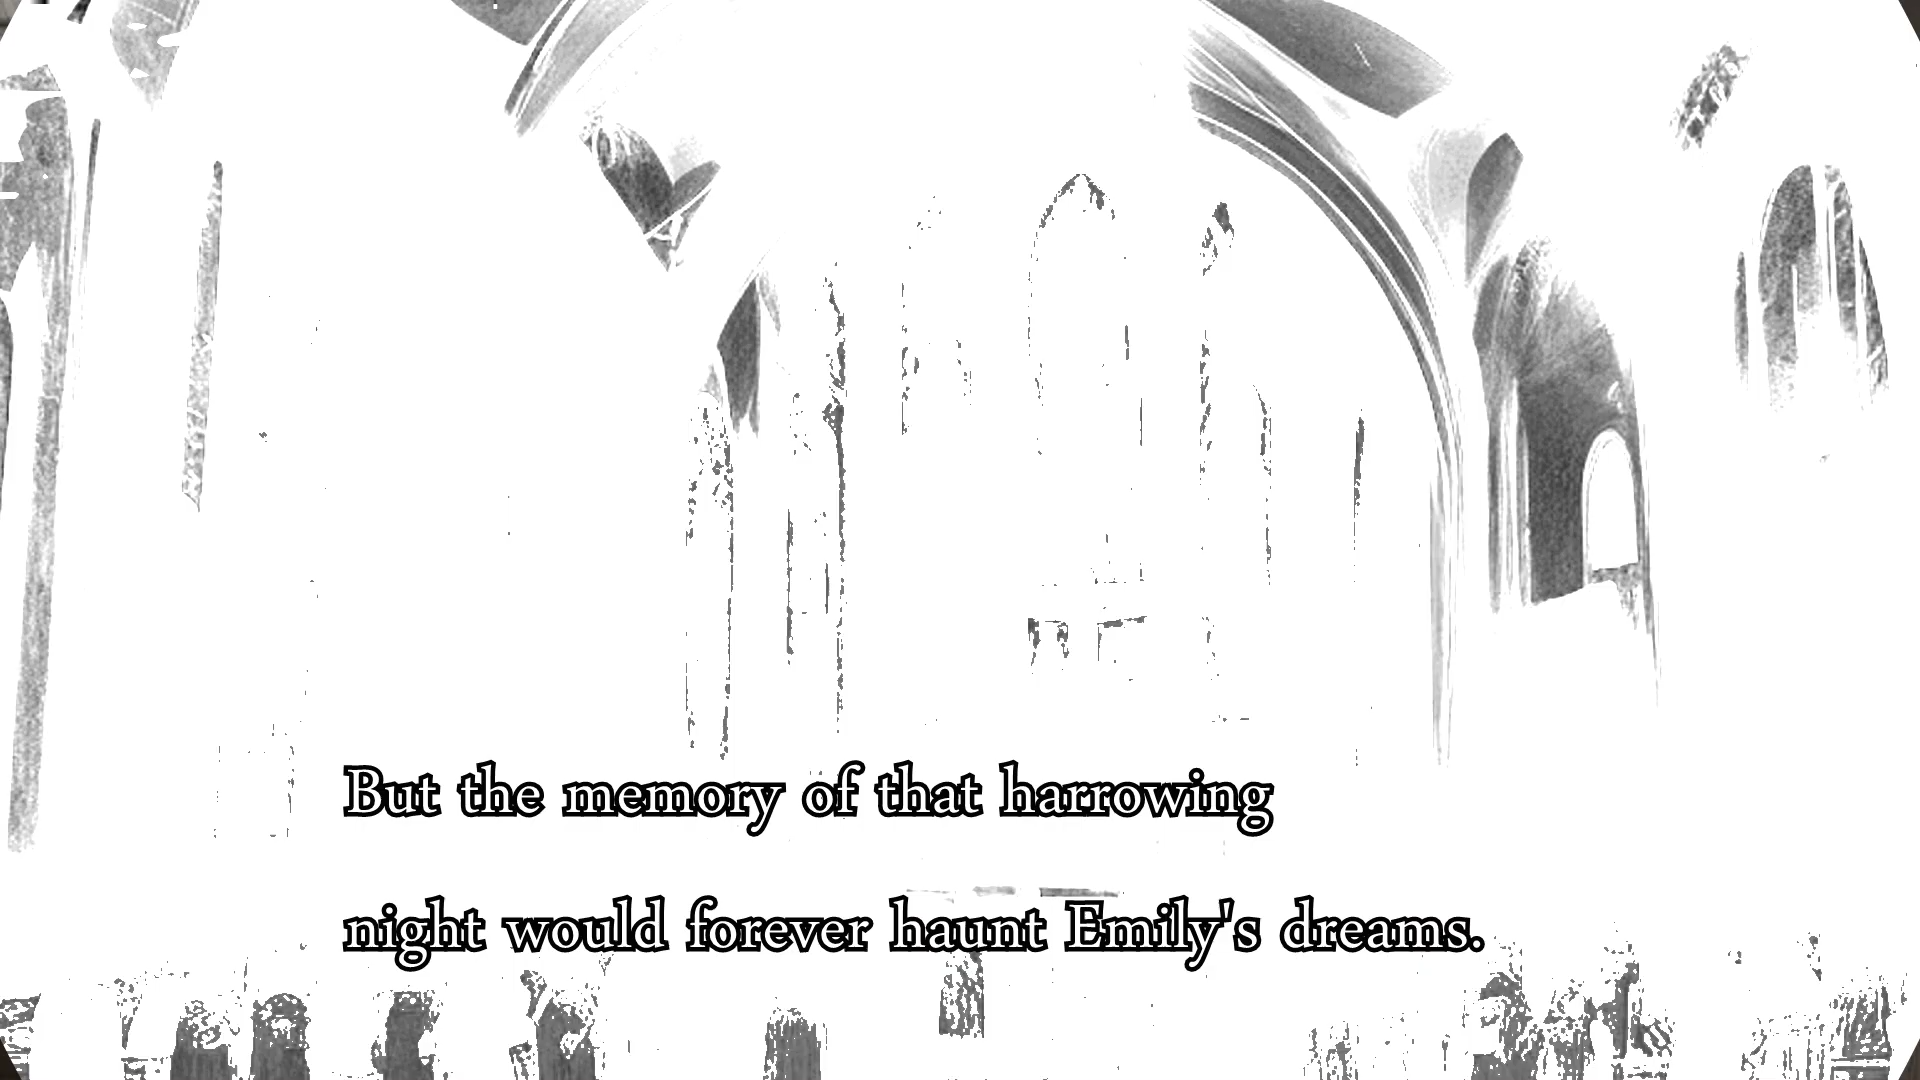 But the memory of that harrowing
night would forever haunt Emily's dreams.